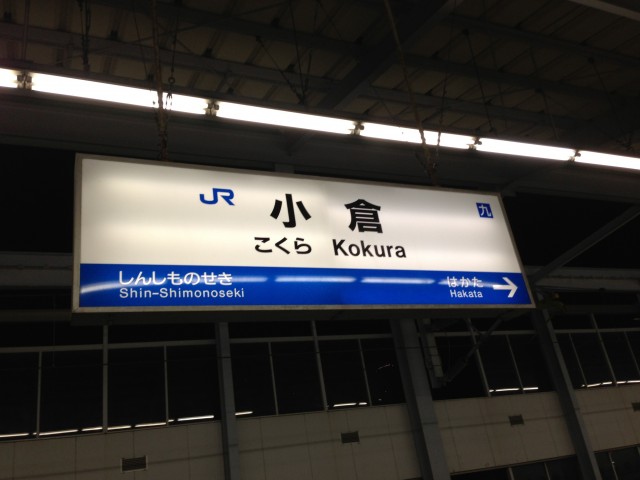 JR 小倉 九
こくら Kokura
しんしものせき はかた
Shin-Shimonoseki Hakata